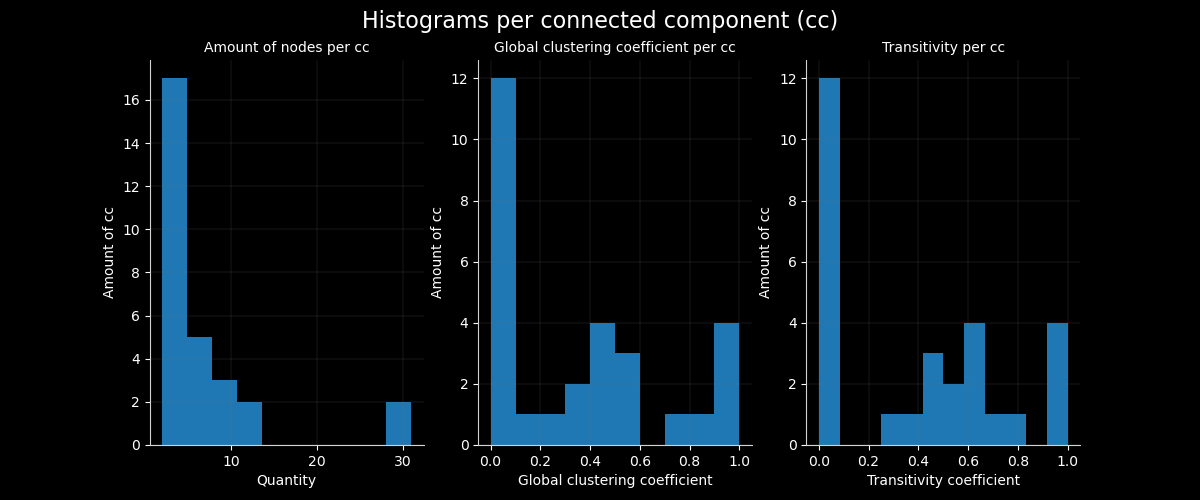 Histograms per connected component (cc)
Amount of nodes per cc
Amount of cc
16
14
12
10
8
6
4
2
0
10 20 30
Quantity
Global clustering coefficient per cc
Amount of cc
12
10
8
6
4
2
0
0.0 0.2 0.4 0.6 0.8 1.0
Global clustering coefficient
Transitivity per cc
Amount of cc
12
10
8
6
4
2
0
0.0 0.2 0.4 0.6 0.8 1.0
Transitivity coefficient